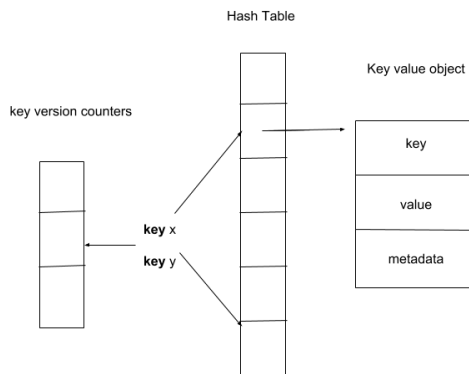 Hash Table
Key value object
key version counters
key
key x
value
key y
metadata